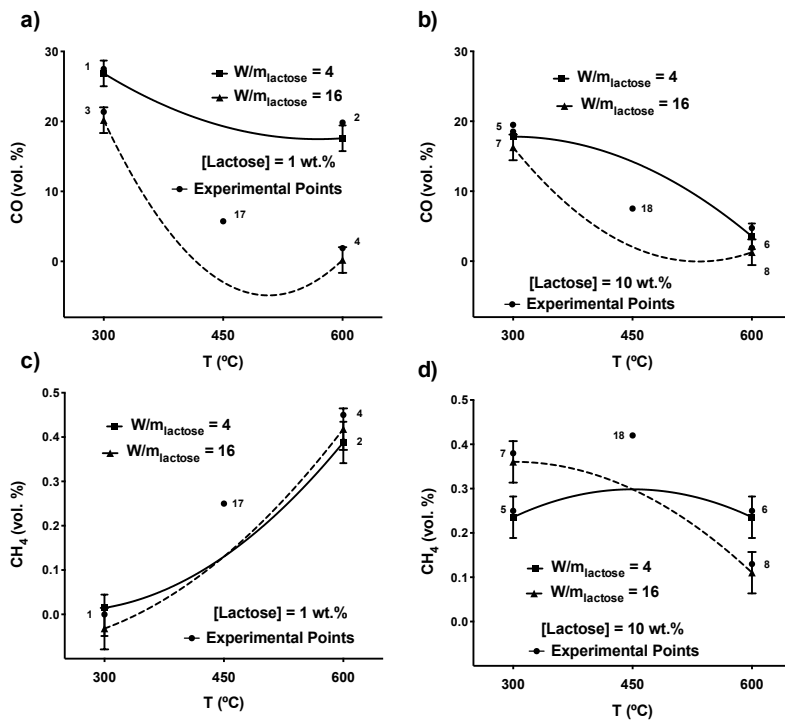 a)
CO (vol. %)
30
20
10
0
300
450
600
T (ºC)
W/mlactose = 4
W/mlactose = 16
[Lactose] = 1 wt.%
Experimental Points
1
2
3
4
17
b)
CO (vol. %)
30
20
10
0
300
450
600
T (ºC)
W/mlactose = 4
W/mlactose = 16
[Lactose] = 10 wt.%
Experimental Points
5
6
7
8
18
c)
CH4 (vol. %)
0.5
0.4
0.3
0.2
0.1
0.0
300
450
600
T (ºC)
W/mlactose = 4
W/mlactose = 16
[Lactose] = 1 wt.%
Experimental Points
1
2
4
17
d)
CH4 (vol. %)
0.5
0.4
0.3
0.2
0.1
0.0
300
450
600
T (ºC)
W/mlactose = 4
W/mlactose = 16
[Lactose] = 10 wt.%
Experimental Points
5
6
7
8
18